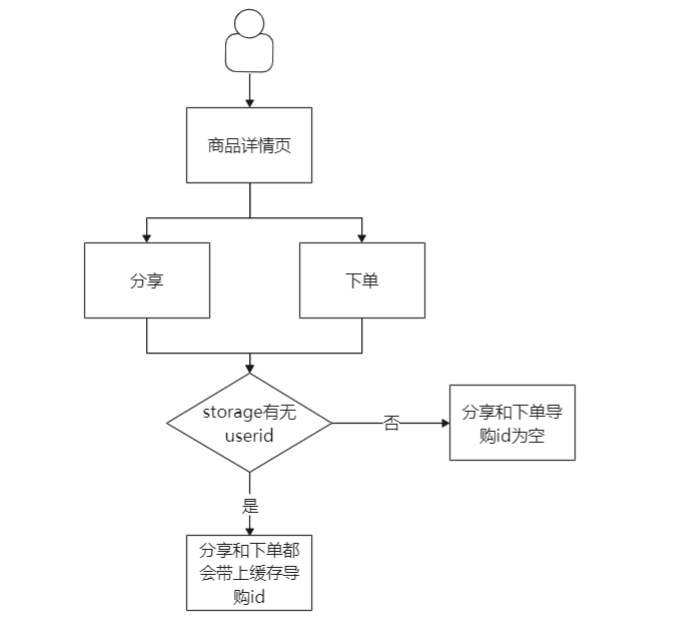 商品详情页
分享
下单
storage有无
userid
否
分享和下单导
购id为空
是
分享和下单都
会带上缓存导
购id